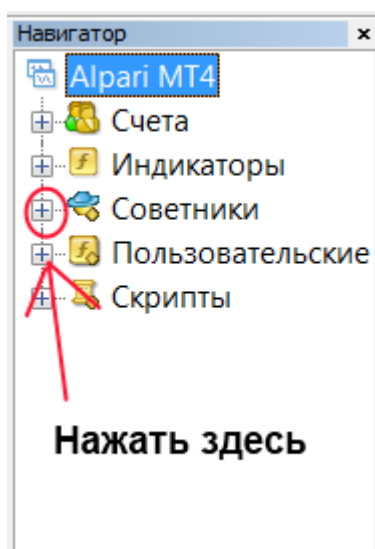 Навигатор
Alpari MT4
Счета
Индикаторы
Советники
Пользовательские
Скрипты
Нажать здесь